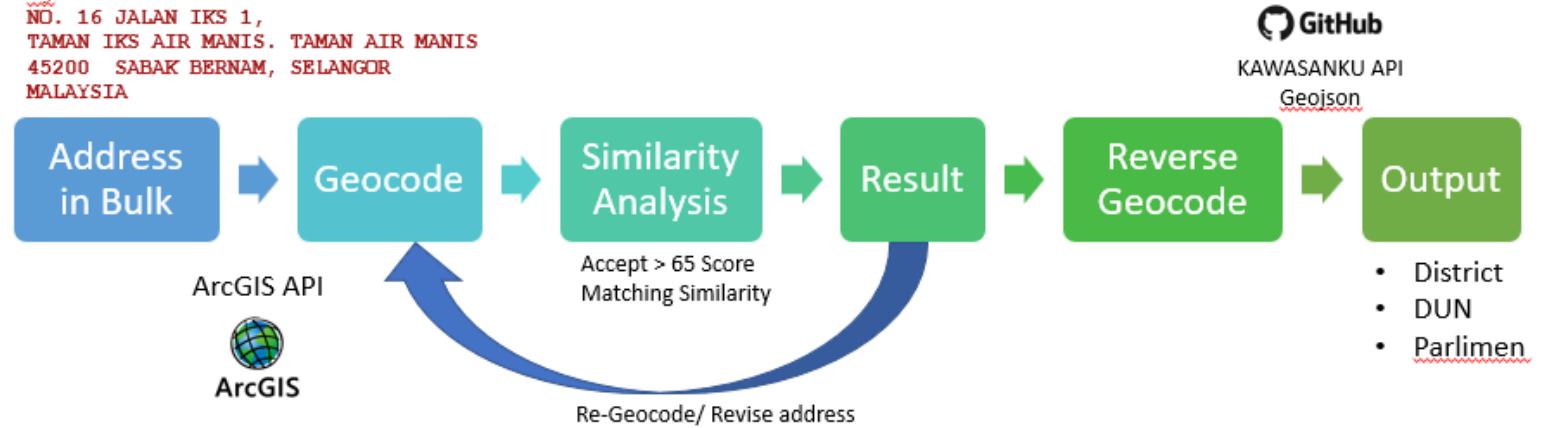 NO. 16 JALAN IKS 1,
TAMAN IKS AIR MANIS. TAMAN AIR MANIS
45200 SABAK BERNAM, SELANGOR
MALAYSIA
GitHub
KAWASANKU API
Geojson
Address
in Bulk
Geocode
Similarity
Analysis
Result
Reverse
Geocode
Output
ArcGIS API
ArcGIS
Accept > 65 Score
Matching Similarity
Re-Geocode/ Revise address
• District
• DUN
• Parlimen